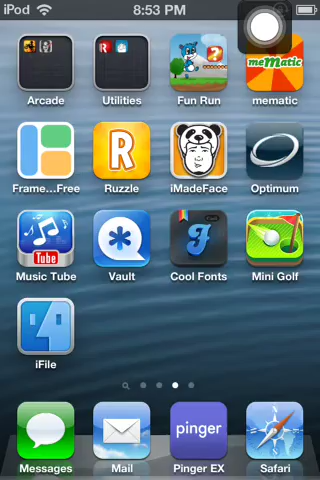 iPod 8:53 PM
Arcade Utilities Fun Run mematic
meMatic
R
Frame...Free Ruzzle iMadeFace Optimum
Tube
f
Music Tube Vault Cool Fonts Mini Golf
iFile
pinger
Messages Mail Pinger EX Safari